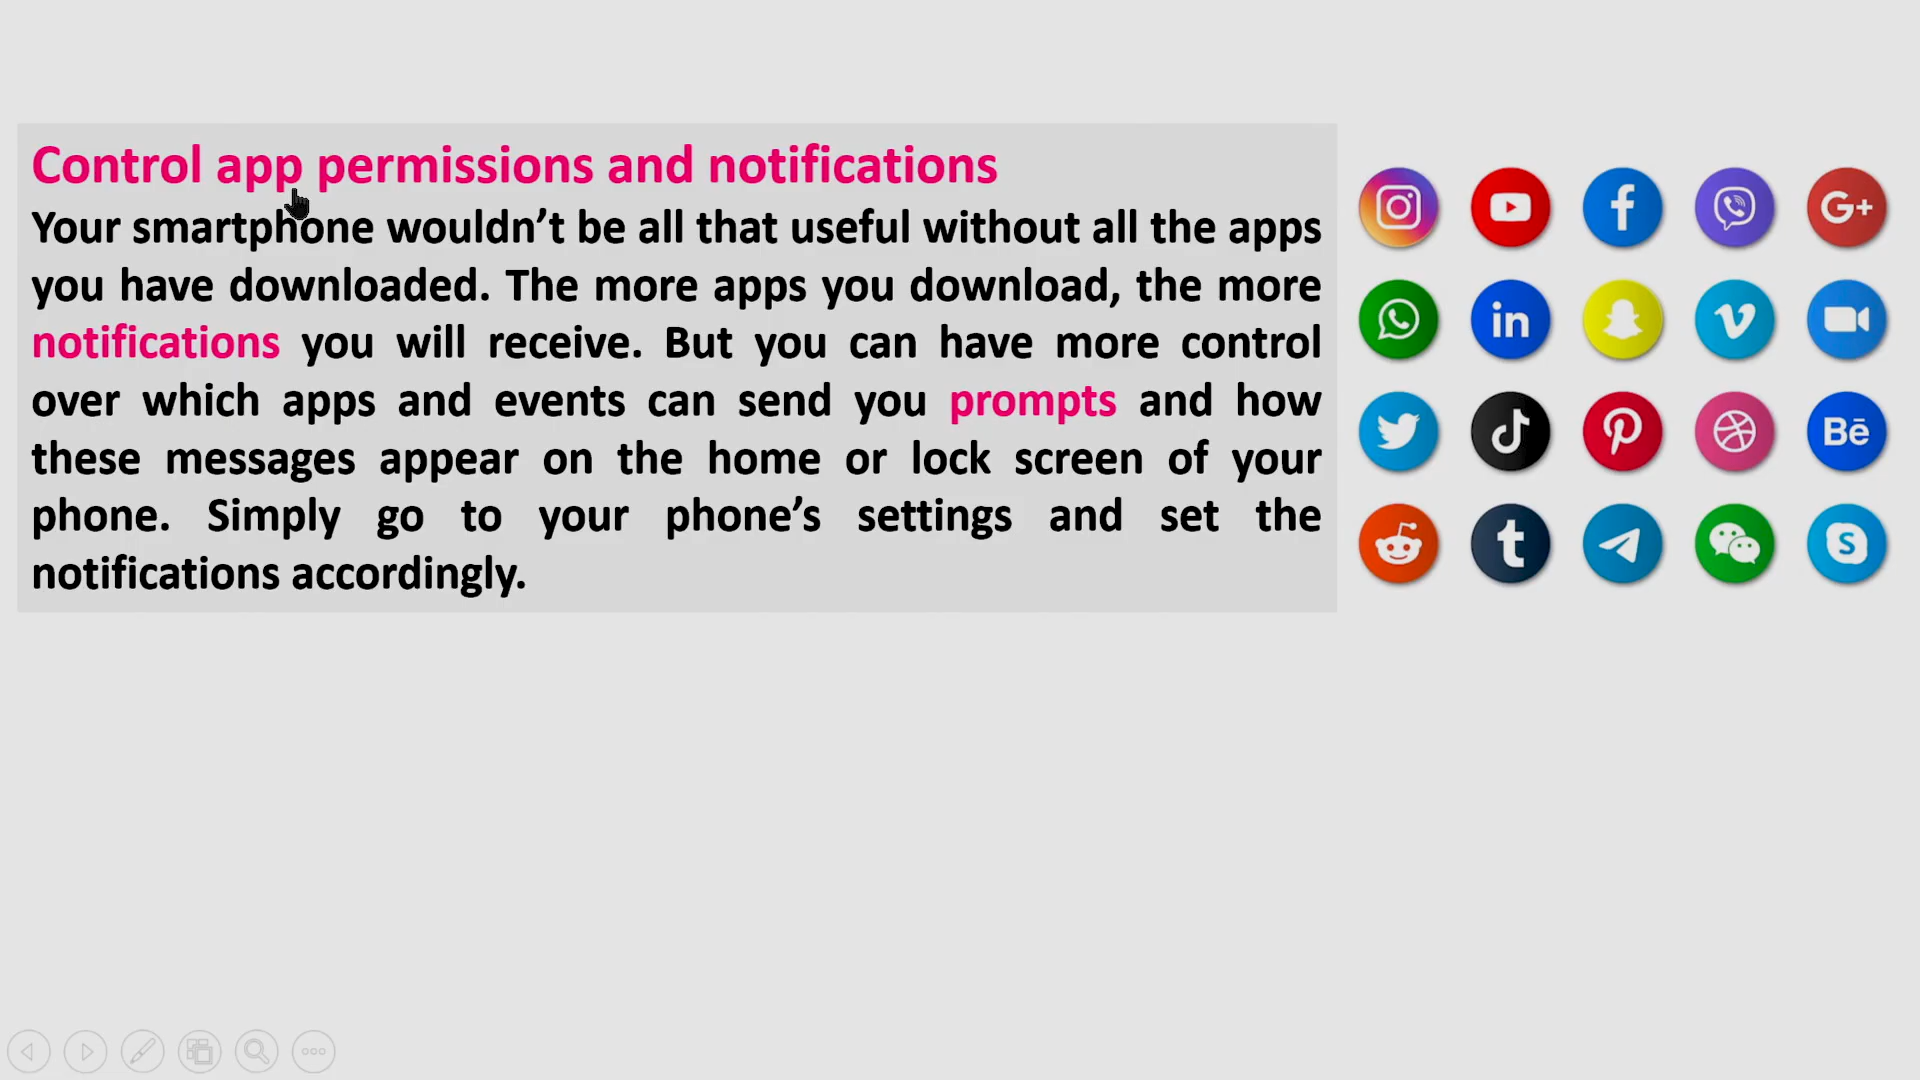 Control app permissions and notifications
Your smartphone wouldn’t be all that useful without all the apps
you have downloaded. The more apps you download, the more
notifications you will receive. But you can have more control
over which apps and events can send you prompts and how
these messages appear on the home or lock screen of your
phone. Simply go to your phone’s settings and set the
notifications accordingly.
G+
in
Bē
t
S